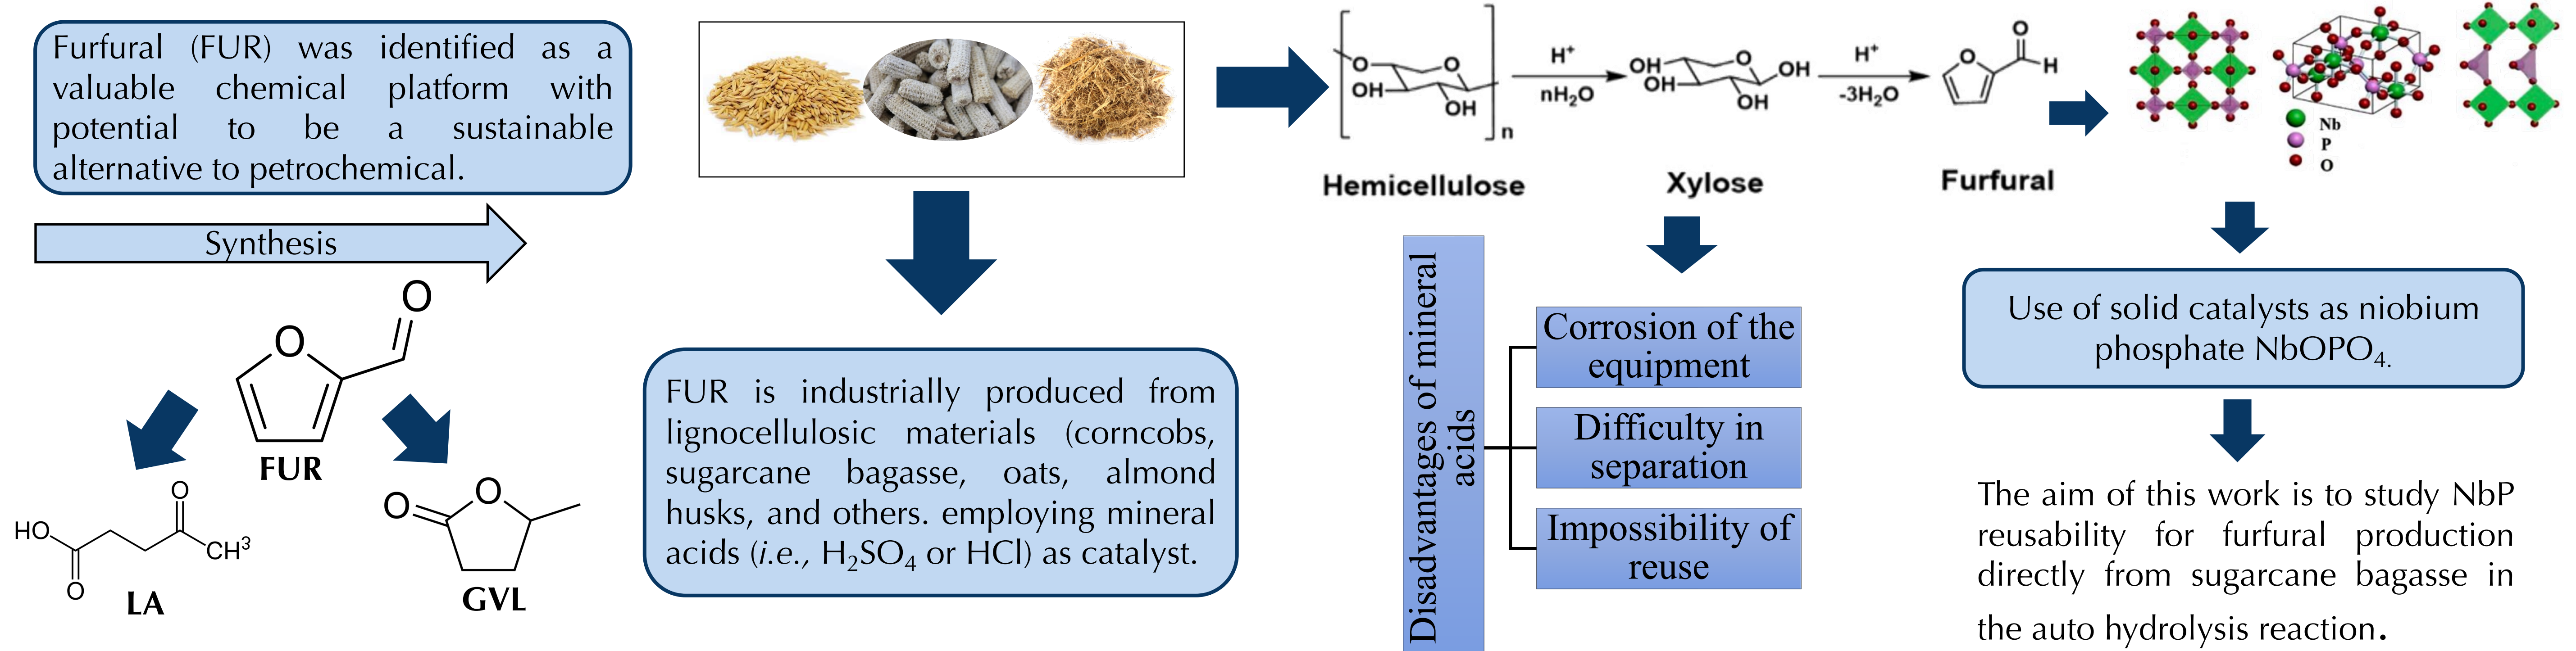 Furfural (FUR) was identified as a
valuable chemical platform with
potential to be a sustainable
alternative to petrochemical.
Synthesis
O
O
FUR
HO
O
O
CH³
LA
O
O
GVL
FUR is industrially produced from
lignocellulosic materials (corncobs,
sugarcane bagasse, oats, almond
husks, and others. employing mineral
acids (i.e., H₂SO₄ or HCl) as catalyst.
O
O
OH
OH
n
Hemicellulose
H⁺
nH₂O
OH
O
HO
OH
OH
Xylose
H⁺
-3H₂O
O
O
H
Furfural
Nb
P
O
Disadvantages of mineral
acids
Corrosion of the
equipment
Difficulty in
separation
Impossibility of
reuse
Use of solid catalysts as niobium
phosphate NbOPO₄.
The aim of this work is to study NbP
reusability for furfural production
directly from sugarcane bagasse in
the auto hydrolysis reaction.